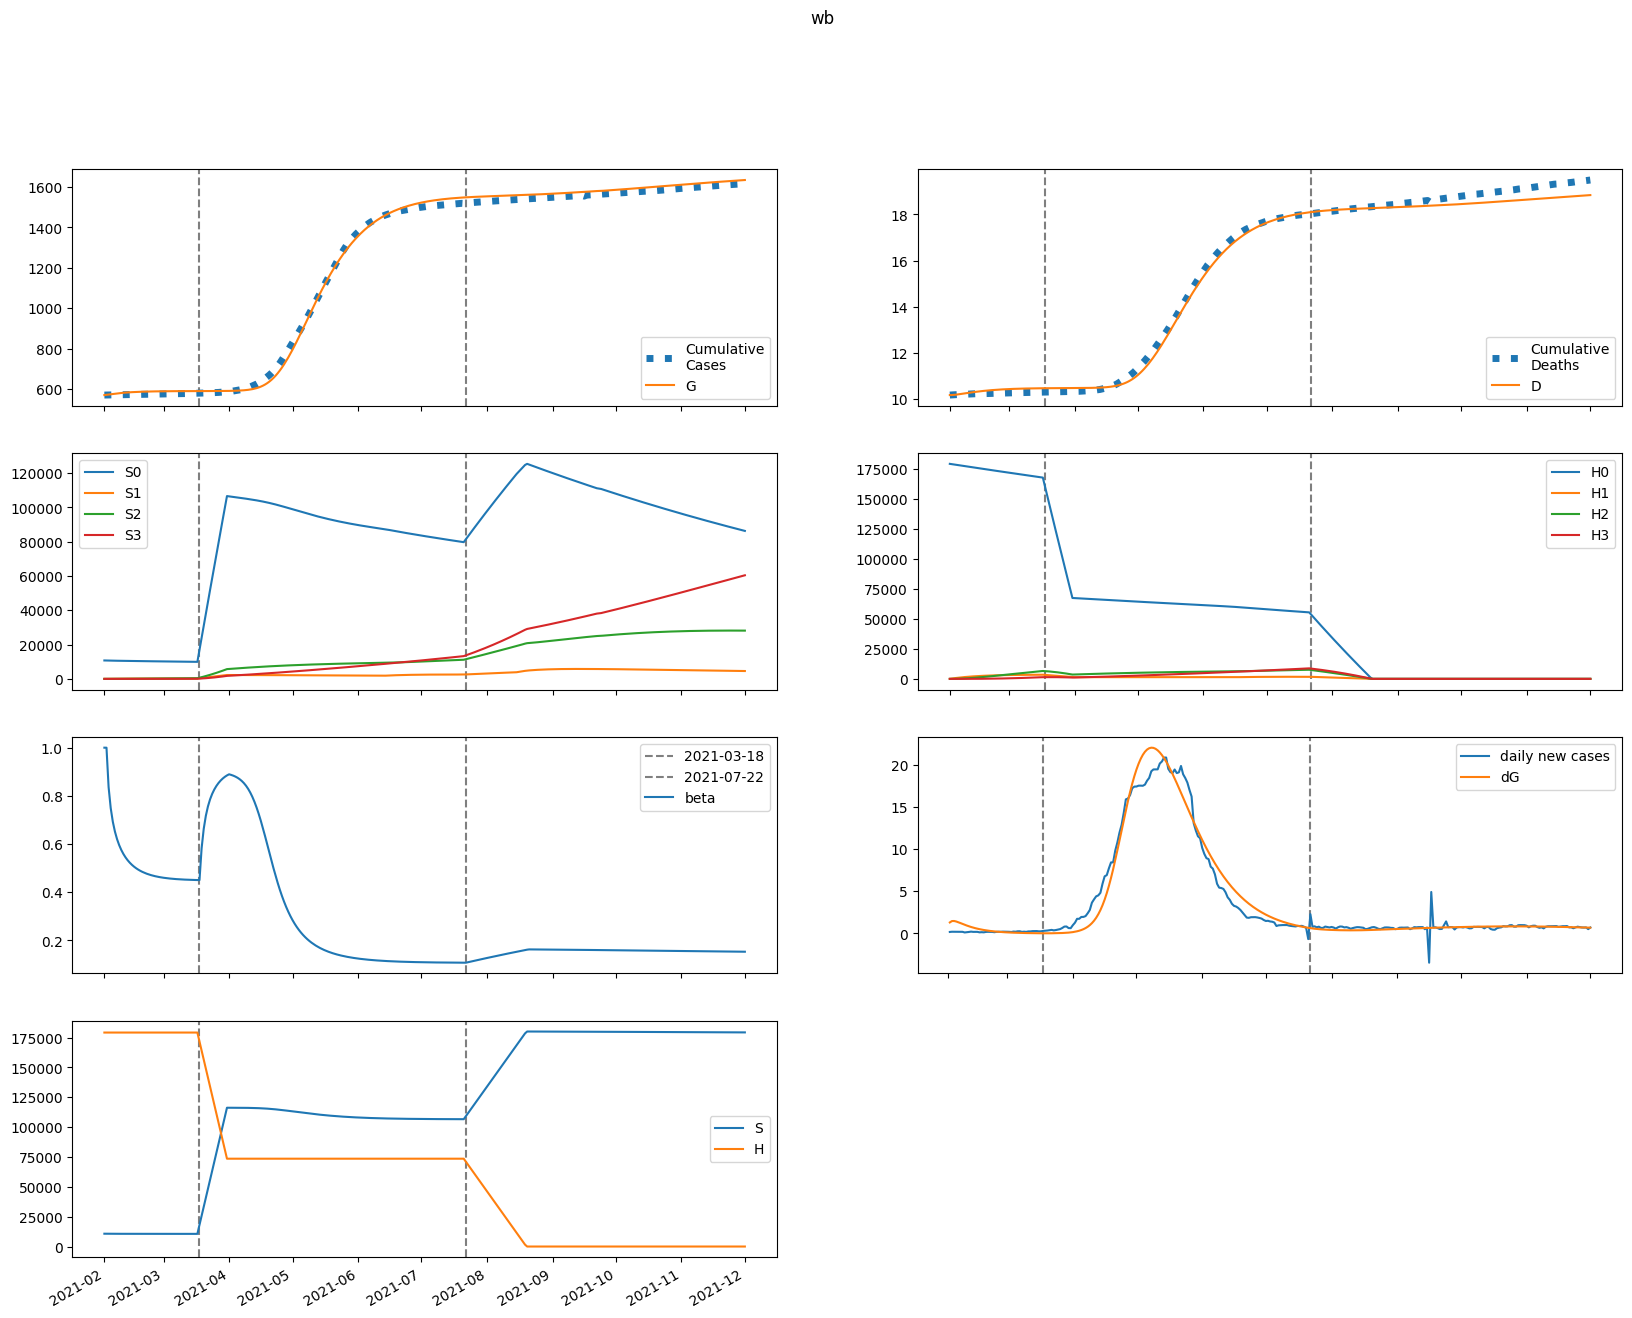 wb
1600
1400
1200
1000
800
600
Cumulative
Cases
G
18
16
14
12
10
Cumulative
Deaths
D
120000
100000
80000
60000
40000
20000
0
S0
S1
S2
S3
175000
150000
125000
100000
75000
50000
25000
0
H0
H1
H2
H3
1.0
0.8
0.6
0.4
0.2
2021-03-18
2021-07-22
beta
20
15
10
5
0
daily new cases
dG
175000
150000
125000
100000
75000
50000
25000
0
S
H
2021-02
2021-03
2021-04
2021-05
2021-06
2021-07
2021-08
2021-09
2021-10
2021-11
2021-12